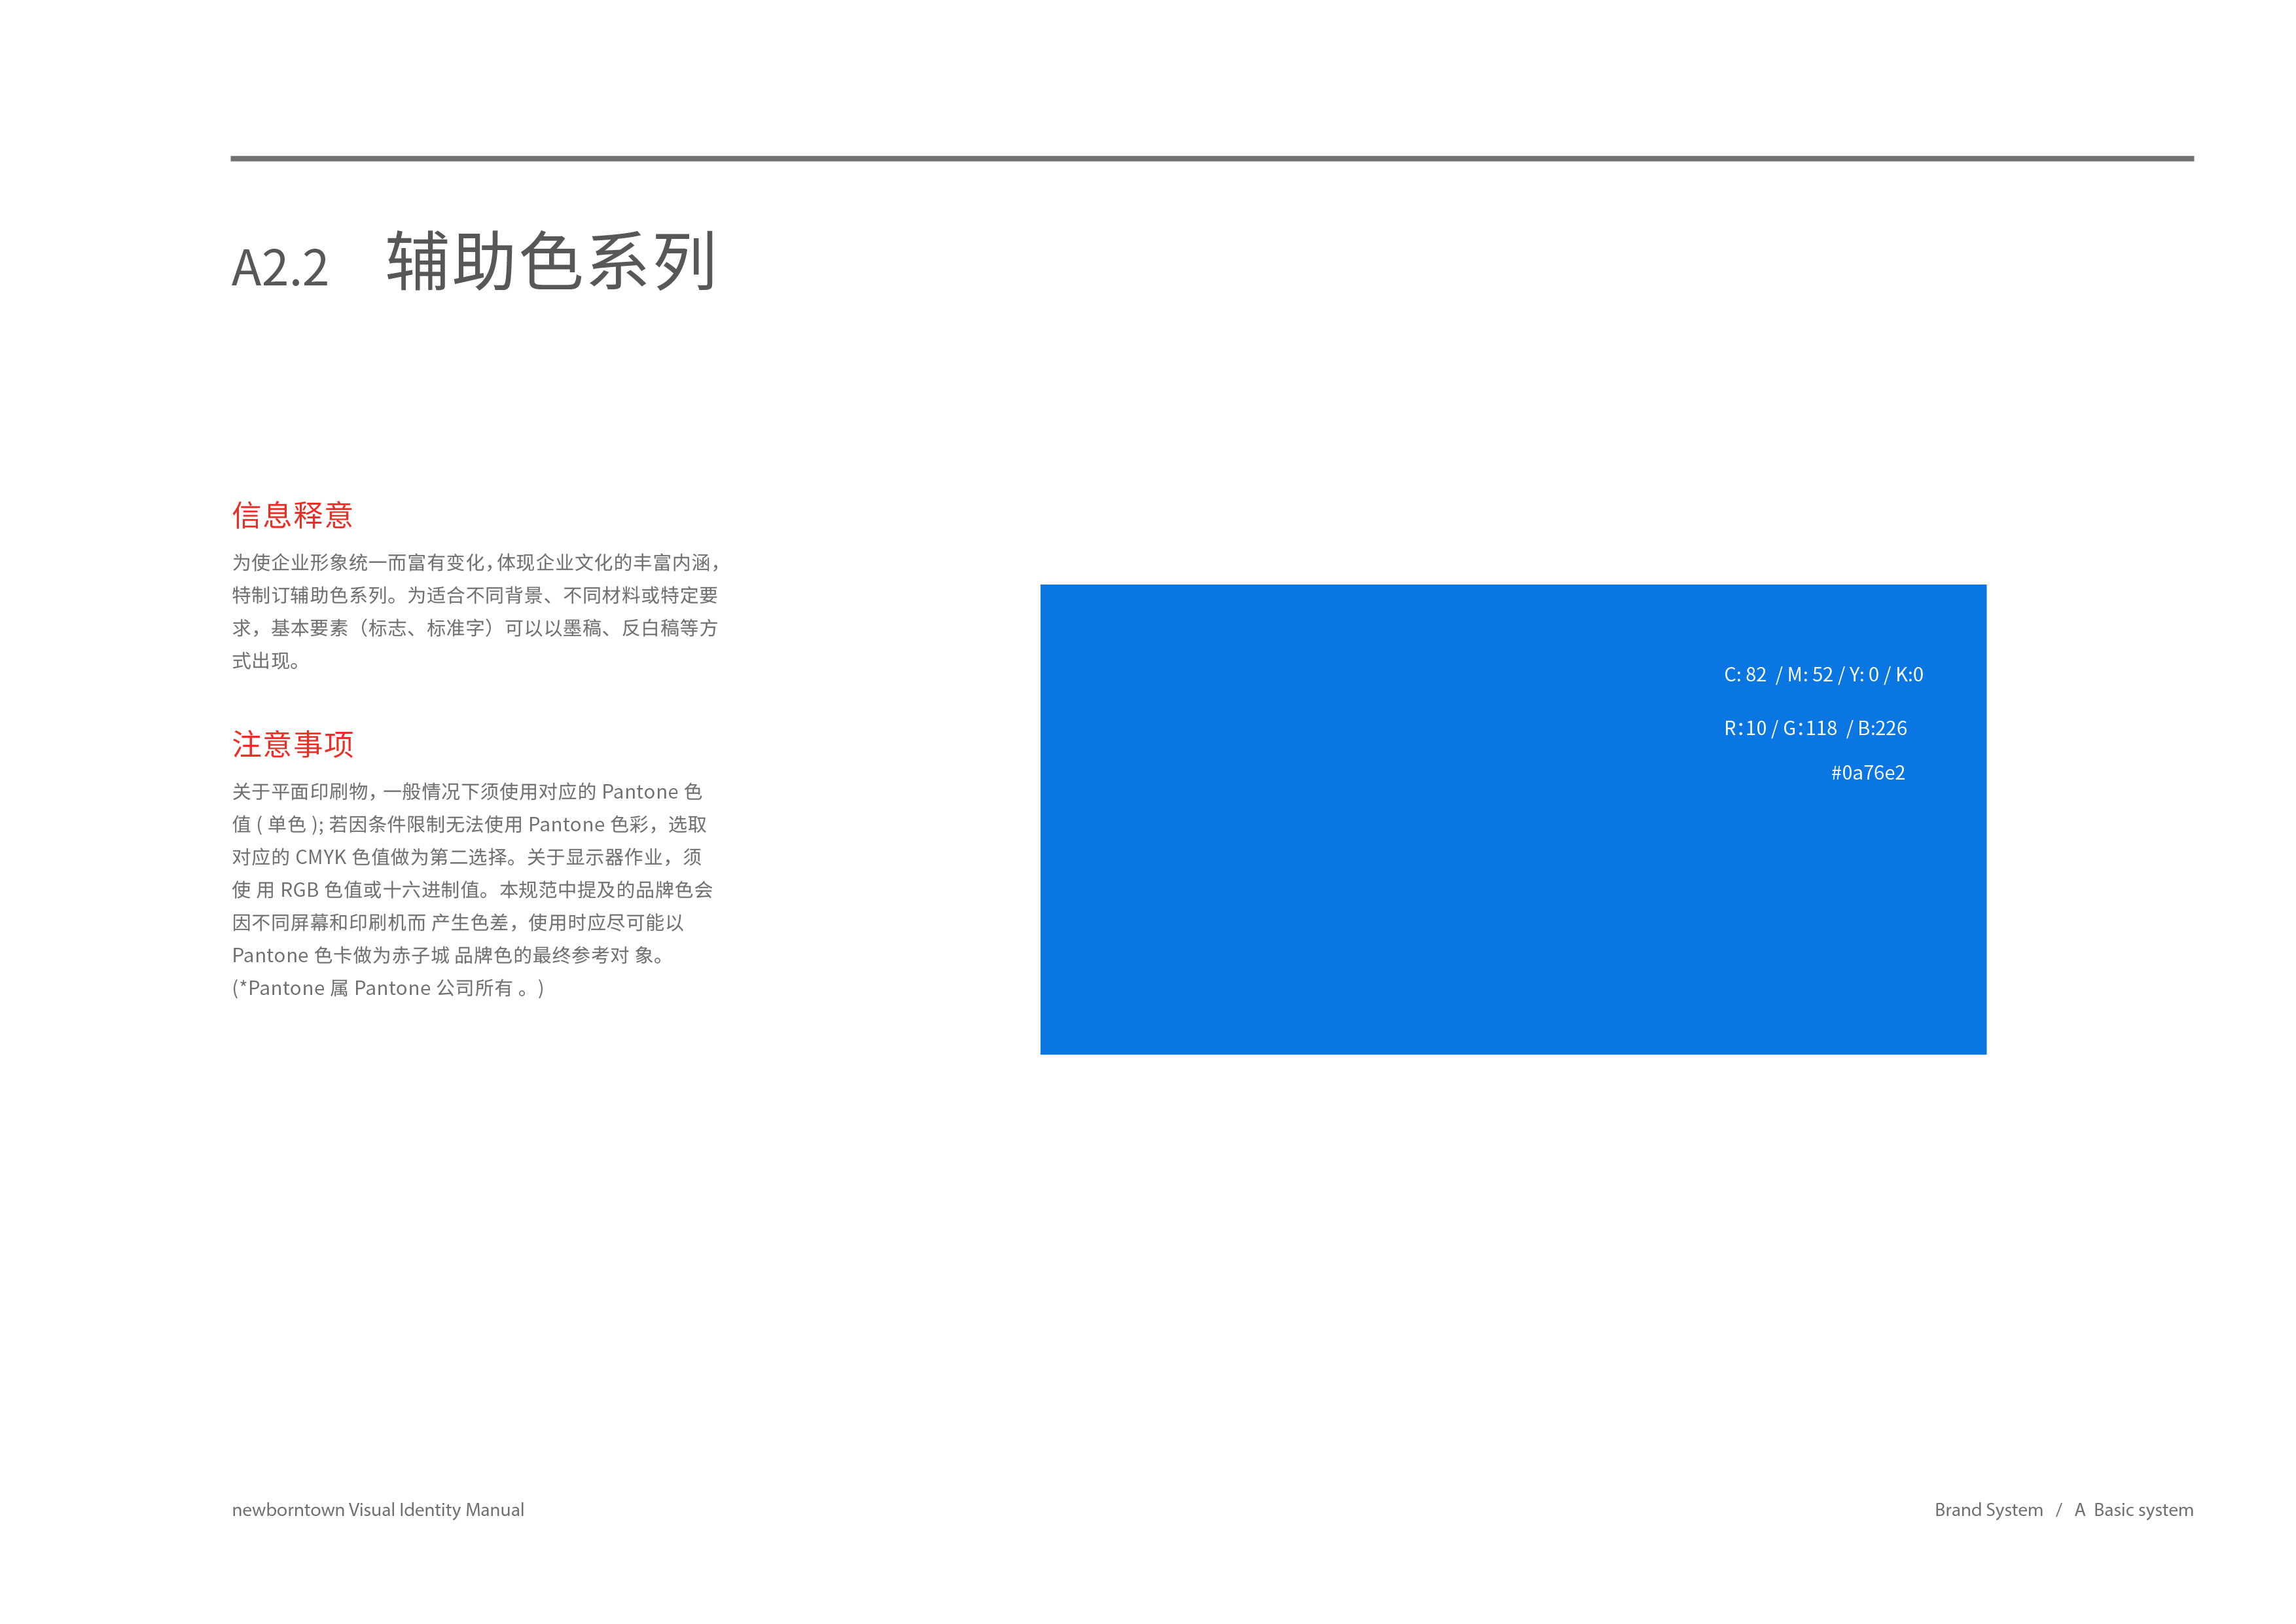 A2.2 辅助色系列
信息释意
为使企业形象统一而富有变化，体现企业文化的丰富内涵，
特制订辅助色系列。为适合不同背景、不同材料或特定要
求，基本要素（标志、标准字）可以以墨稿、反白稿等方
式出现。
注意事项
关于平面印刷物，一般情况下须使用对应的 Pantone 色
值 ( 单色 ); 若因条件限制无法使用 Pantone 色彩，选取
对应的 CMYK 色值做为第二选择。关于显示器作业，须
使 用 RGB 色值或十六进制值。本规范中提及的品牌色会
因不同屏幕和印刷机而 产生色差，使用时应尽可能以
Pantone 色卡做为赤子城 品牌色的最终参考对 象。
(*Pantone 属 Pantone 公司所有 。)
C: 82 / M: 52 / Y: 0 / K:0
R：10 / G：118 / B:226
#0a76e2
newborntown Visual Identity Manual
Brand System / A Basic system